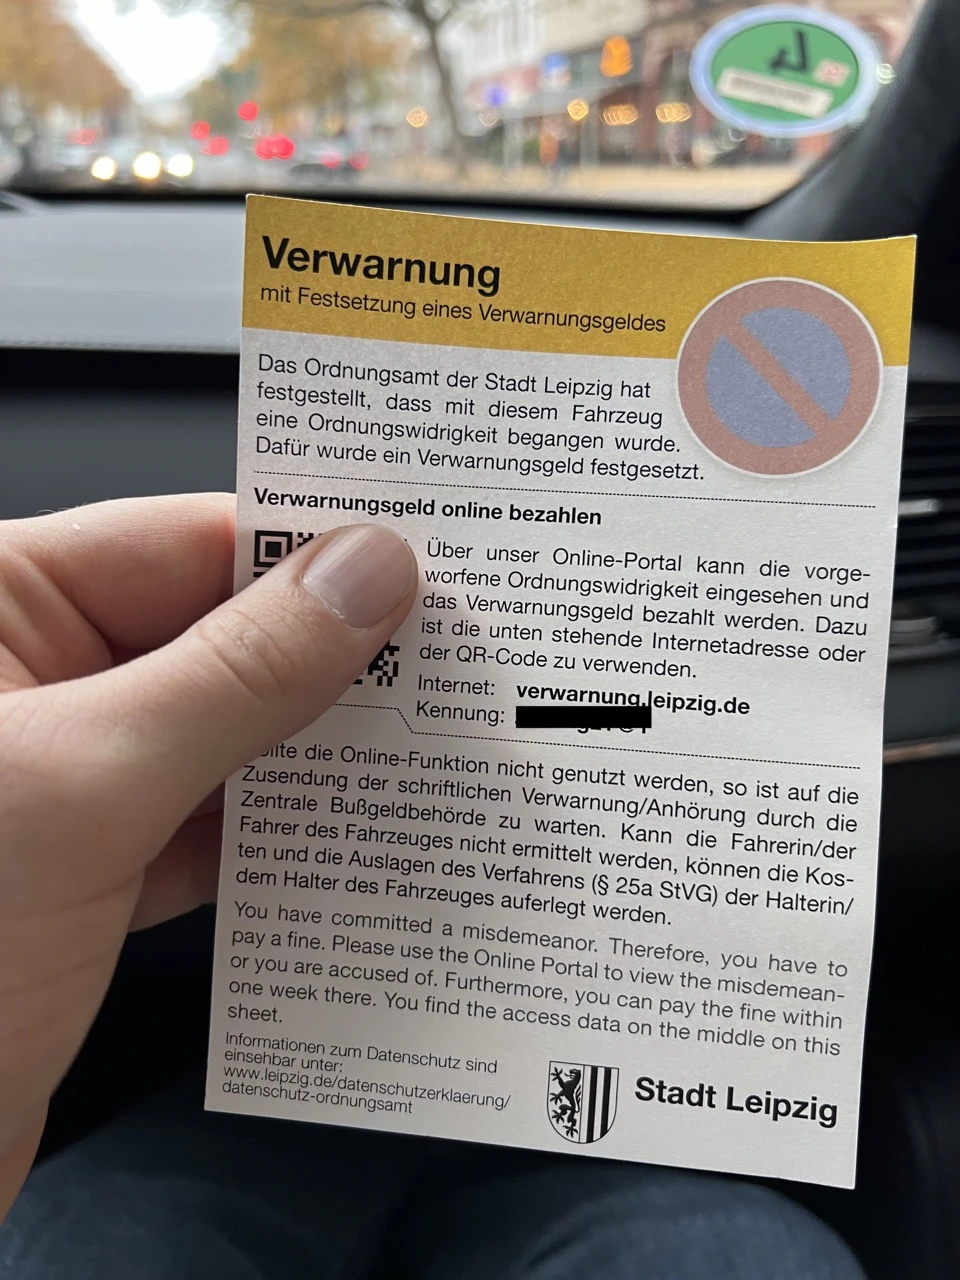 Verwarnung
mit Festsetzung eines Verwarnungsgeldes
Das Ordnungsamt der Stadt Leipzig hat
festgestellt, dass mit diesem Fahrzeug
eine Ordnungswidrigkeit begangen wurde.
Dafür wurde ein Verwarnungsgeld festgesetzt.
Verwarnungsgeld online bezahlen
Über unser Online-Portal kann die vorge-
worfene Ordnungswidrigkeit eingesehen und
das Verwarnungsgeld bezahlt werden. Dazu
ist die unten stehende Internetadresse oder
der QR-Code zu verwenden.
Internet: verwarnung.leipzig.de
Kennung:
die Online-Funktion nicht genutzt werden, so ist auf die
Zusendung der schriftlichen Verwarnung/Anhörung durch die
Zentrale Bußgeldbehörde zu warten. Kann die Fahrerin/der
Fahrer des Fahrzeuges nicht ermittelt werden, können die Kos-
ten und die Auslagen des Verfahrens (§ 25a StVG) der Halterin/
dem Halter des Fahrzeuges auferlegt werden.
You have committed a misdemeanor. Therefore, you have to
pay a fine. Please use the Online Portal to view the misdemean-
or you are accused of. Furthermore, you can pay the fine within
one week there. You find the access data on the middle on this
sheet.
Informationen zum Datenschutz sind
einsehbar unter:
www.leipzig.de/datenschutzerklaerung/
datenschutz-ordnungsamt
Stadt Leipzig